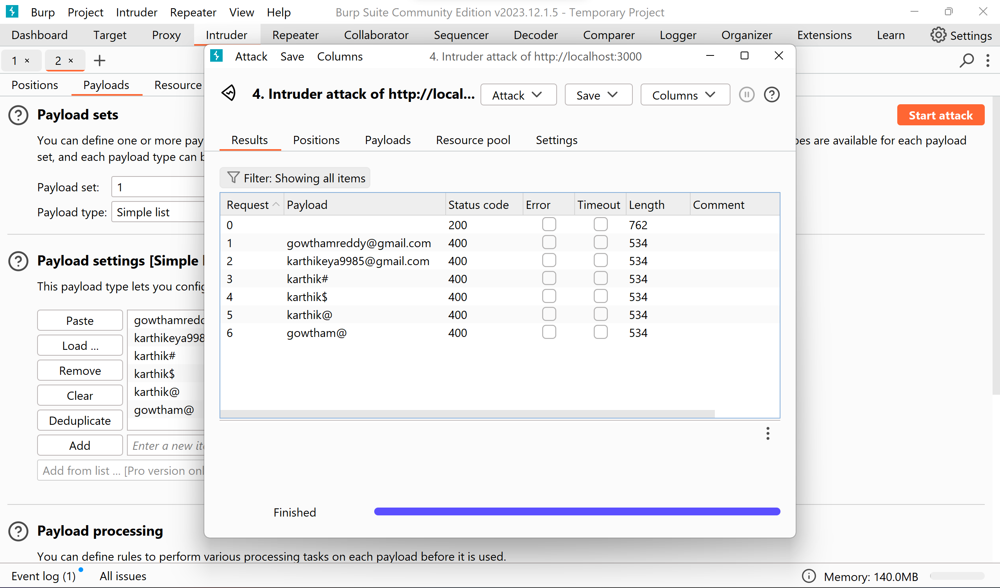 Burp Project Intruder Repeater View Help Burp Suite Community Edition v2023.12.1.5 - Temporary Project
Dashboard Target Proxy Intruder Repeater Collaborator Sequencer Decoder Comparer Logger Organizer Extensions Learn Settings
1 × 2 × +
Positions Payloads Resource
Payload sets
Start attack
You can define one or more pay
es are available for each payload
set, and each payload type can
Payload set: 1
Payload type: Simple list
Payload settings [Simple
This payload type lets you config
Paste
Load ...
Remove
Clear
Deduplicate
Add
gowthamredd
karthikeya998
karthik#
karthik$
karthik@
gowtham@
Enter a new ite
Add from list ... [Pro version onl
Payload processing
You can define rules to perform various processing tasks on each payload before it is used.
Attack Save Columns 4. Intruder attack of http://localhost:3000
4. Intruder attack of http://local... Attack Save Columns
Results Positions Payloads Resource pool Settings
Filter: Showing all items
Request Payload Status code Error Timeout Length Comment
0 200 762
1 gowthamreddy@gmail.com 400 534
2 karthikeya9985@gmail.com 400 534
3 karthik# 400 534
4 karthik$ 400 534
5 karthik@ 400 534
6 gowtham@ 400 534
Finished
Event log (1) All issues Memory: 140.0MB